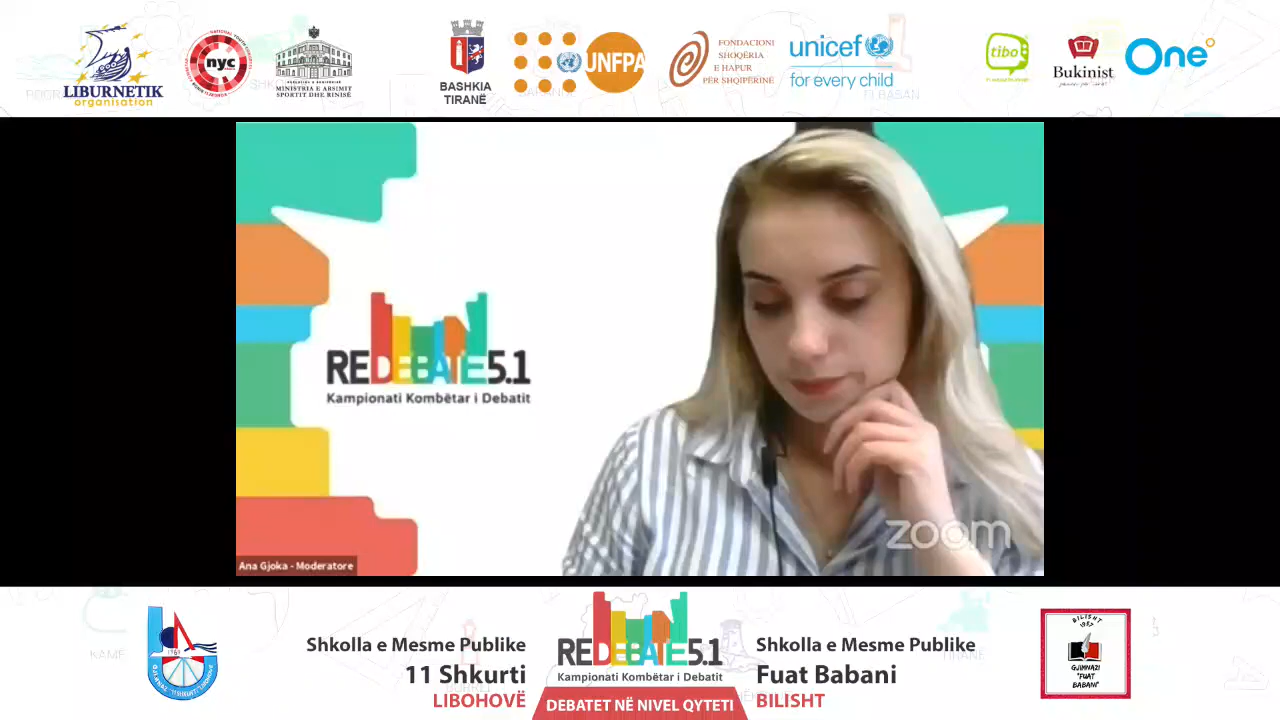 LIBURNETIK
organisation
nyc
MINISTRIA E ARSIMIT
SPORTIT DHE RINISË
BASHKIA
TIRANË
UNFPA
FONDACIONI
SHOQËRIA
E HAPUR
PËR SHQIPËRINË
unicef
for every child
tibo
Bukinist
One
REDEBATE5.1
Kampionati Kombëtar i Debatit
zoom
Ana Gjoka - Moderatore
Shkolla e Mesme Publike
11 Shkurti
LIBOHOVË
REDEBATE5.1
Kampionati Kombëtar i Debatit
DEBATET NË NIVEL QYTETI
Shkolla e Mesme Publike
Fuat Babani
BILISHT
BILISHT
1957
GJIMNAZI
"FUAT
BABANI"